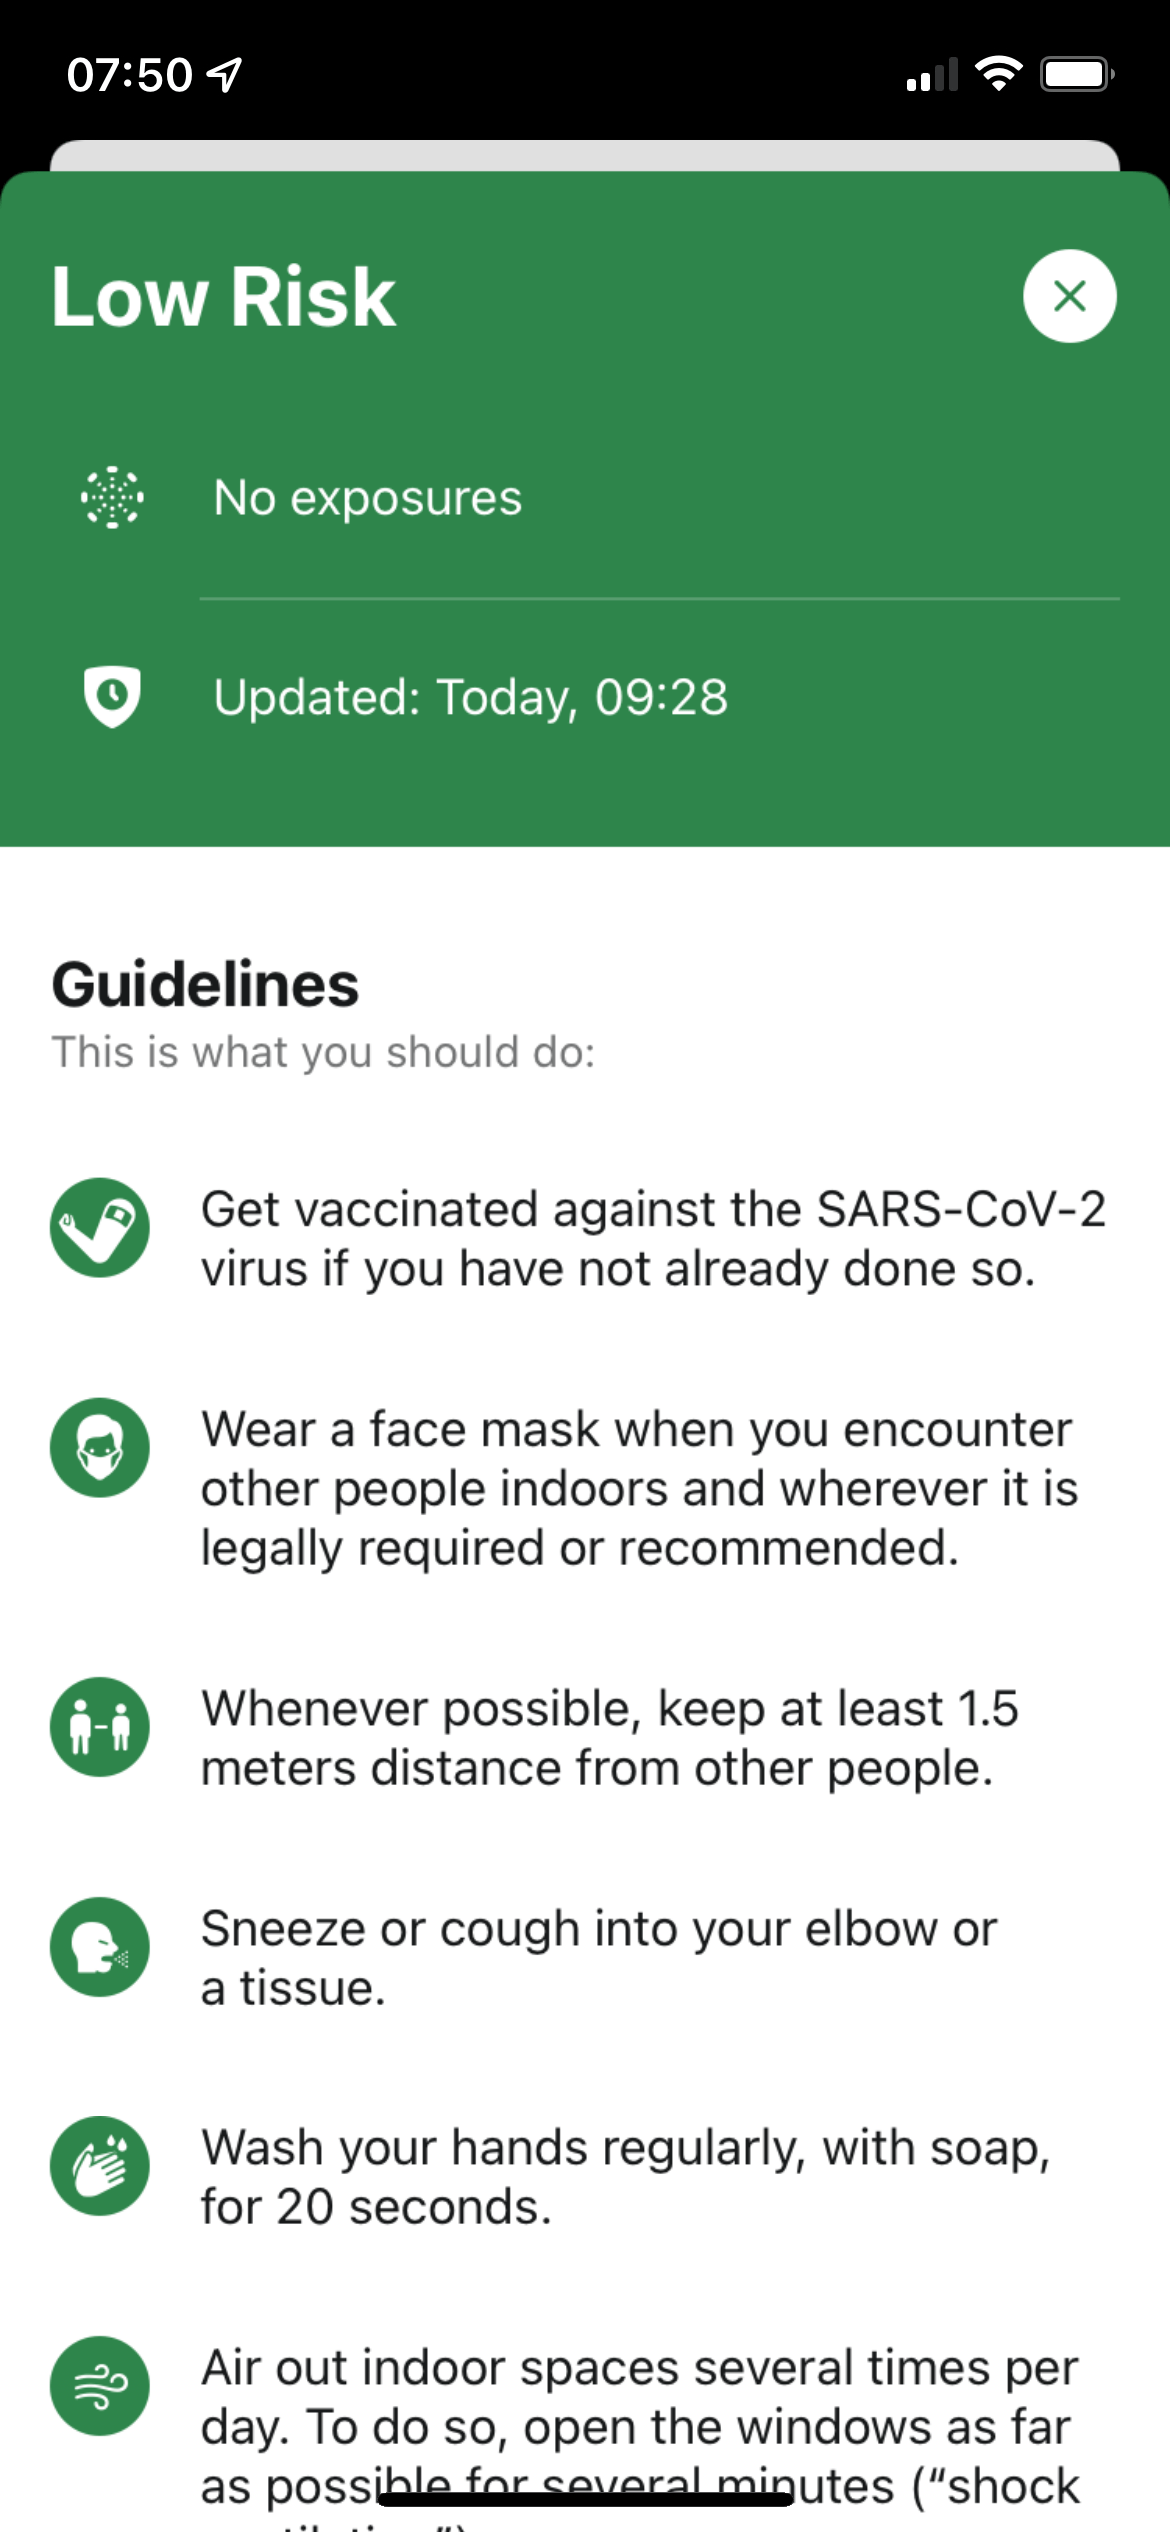 07:50
Low Risk
No exposures
Updated: Today, 09:28
Guidelines
This is what you should do:
Get vaccinated against the SARS-CoV-2
virus if you have not already done so.
Wear a face mask when you encounter
other people indoors and wherever it is
legally required or recommended.
Whenever possible, keep at least 1.5
meters distance from other people.
Sneeze or cough into your elbow or
a tissue.
Wash your hands regularly, with soap,
for 20 seconds.
Air out indoor spaces several times per
day. To do so, open the windows as far
as possible for several minutes (“shock